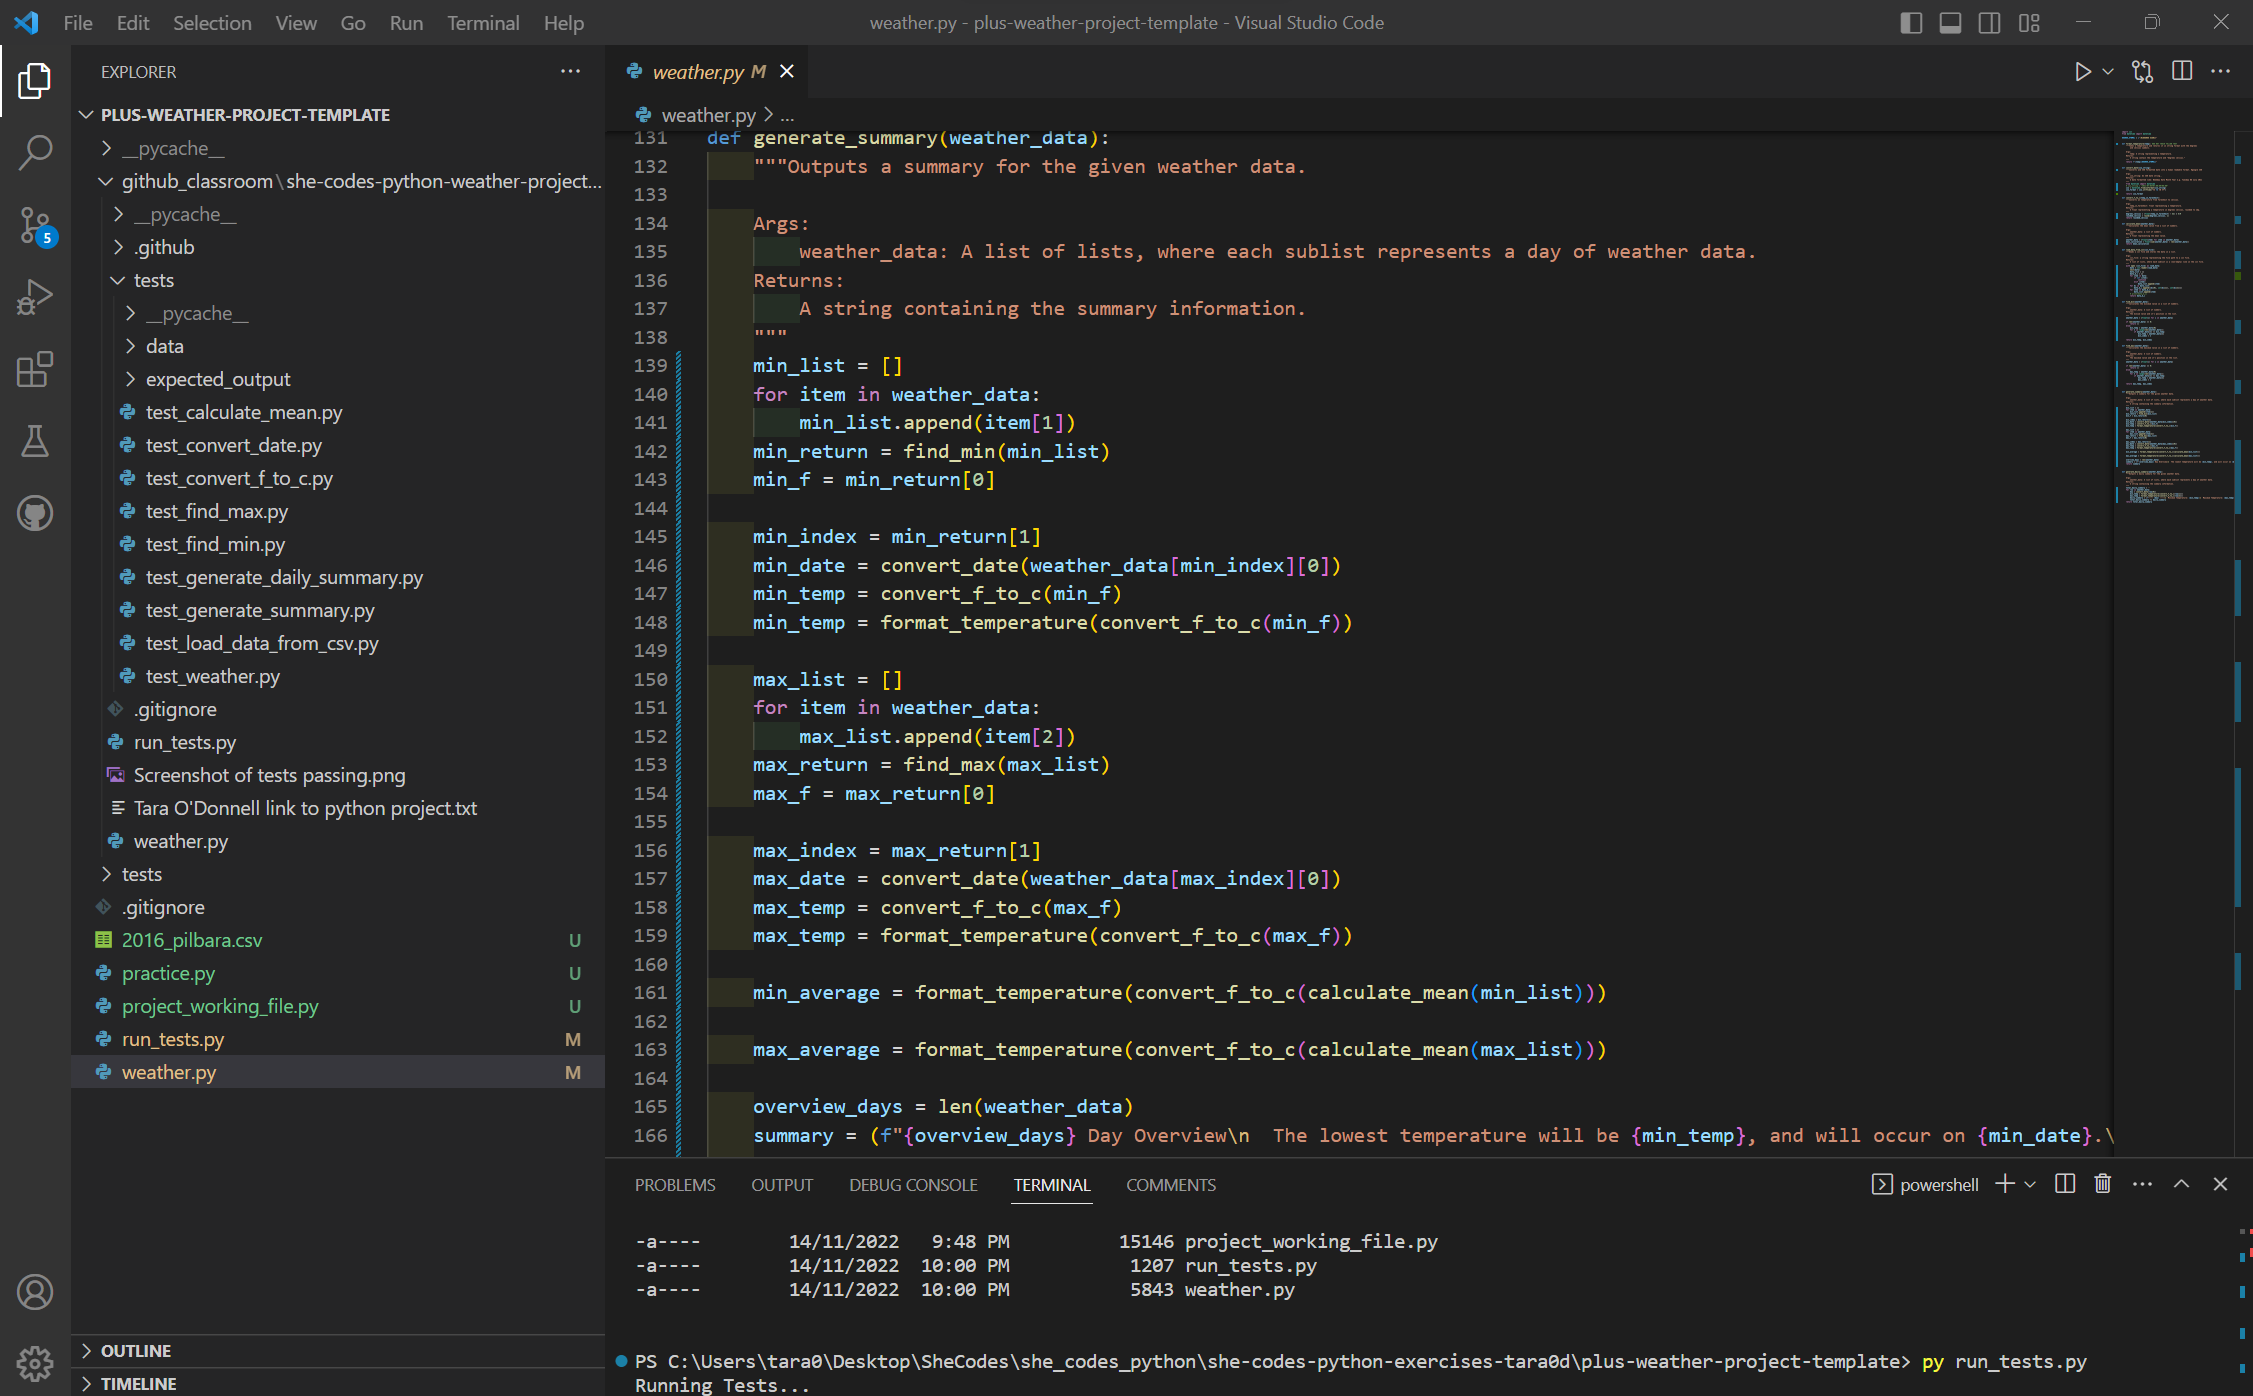 File Edit Selection View Go Run Terminal Help
weather.py - plus-weather-project-template - Visual Studio Code
EXPLORER
PLUS-WEATHER-PROJECT-TEMPLATE
__pycache__
github_classroom\she-codes-python-weather-project...
__pycache__
.github
tests
__pycache__
data
expected_output
test_calculate_mean.py
test_convert_date.py
test_convert_f_to_c.py
test_find_max.py
test_find_min.py
test_generate_daily_summary.py
test_generate_summary.py
test_load_data_from_csv.py
test_weather.py
.gitignore
run_tests.py
Screenshot of tests passing.png
Tara O'Donnell link to python project.txt
weather.py
tests
.gitignore
2016_pilbara.csv U
practice.py U
project_working_file.py U
run_tests.py M
weather.py M
OUTLINE
TIMELINE
5
weather.py M
weather.py > ...
131 def generate_summary(weather_data):
132     """Outputs a summary for the given weather data.
133
134     Args:
135         weather_data: A list of lists, where each sublist represents a day of weather data.
136     Returns:
137         A string containing the summary information.
138     """
139     min_list = []
140     for item in weather_data:
141         min_list.append(item[1])
142     min_return = find_min(min_list)
143     min_f = min_return[0]
144
145     min_index = min_return[1]
146     min_date = convert_date(weather_data[min_index][0])
147     min_temp = convert_f_to_c(min_f)
148     min_temp = format_temperature(convert_f_to_c(min_f))
149
150     max_list = []
151     for item in weather_data:
152         max_list.append(item[2])
153     max_return = find_max(max_list)
154     max_f = max_return[0]
155
156     max_index = max_return[1]
157     max_date = convert_date(weather_data[max_index][0])
158     max_temp = convert_f_to_c(max_f)
159     max_temp = format_temperature(convert_f_to_c(max_f))
160
161     min_average = format_temperature(convert_f_to_c(calculate_mean(min_list)))
162
163     max_average = format_temperature(convert_f_to_c(calculate_mean(max_list)))
164
165     overview_days = len(weather_data)
166     summary = (f"{overview_days} Day Overview\n  The lowest temperature will be {min_temp}, and will occur on {min_date}.\
PROBLEMS OUTPUT DEBUG CONSOLE TERMINAL COMMENTS
powershell
-a---- 14/11/2022 9:48 PM 15146 project_working_file.py
-a---- 14/11/2022 10:00 PM 1207 run_tests.py
-a---- 14/11/2022 10:00 PM 5843 weather.py
PS C:\Users\tara0\Desktop\SheCodes\she_codes_python\she-codes-python-exercises-tara0d\plus-weather-project-template> py run_tests.py
Running Tests...